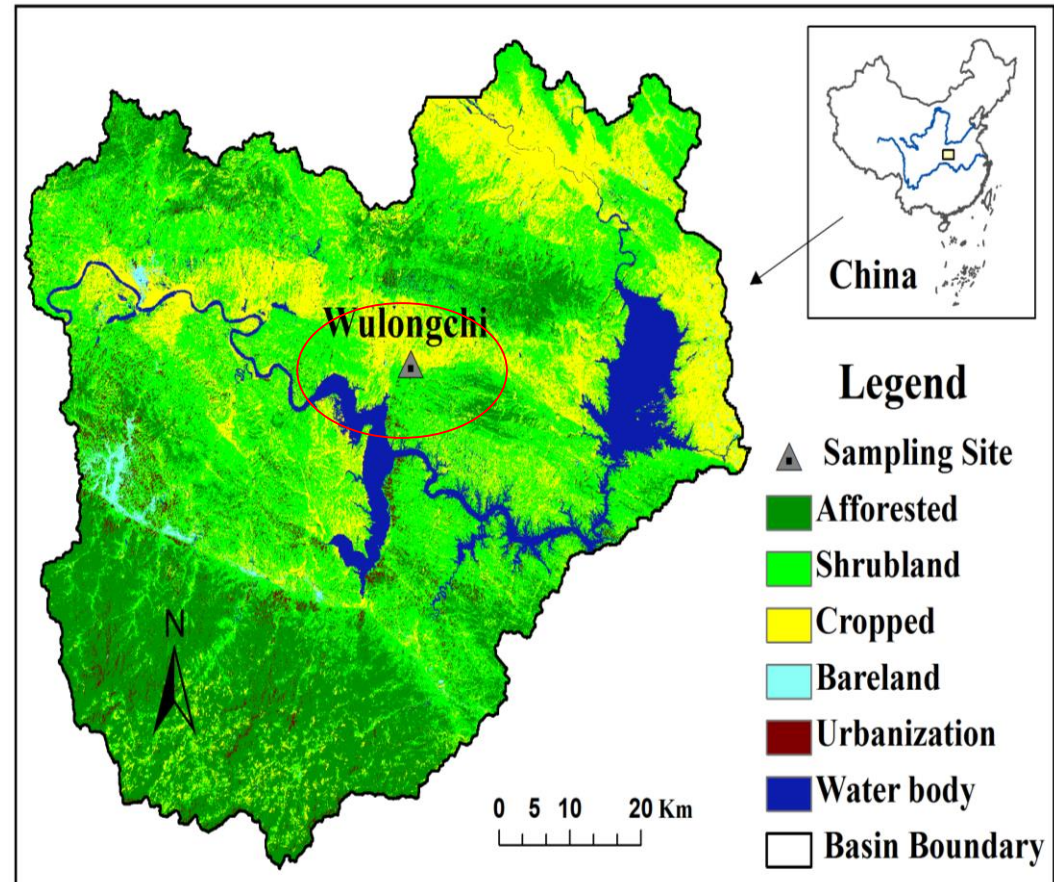 China
Wulongchi
Legend
Sampling Site
Afforested
Shrubland
Cropped
Bareland
Urbanization
Water body
Basin Boundary
N
0 5 10 20 Km